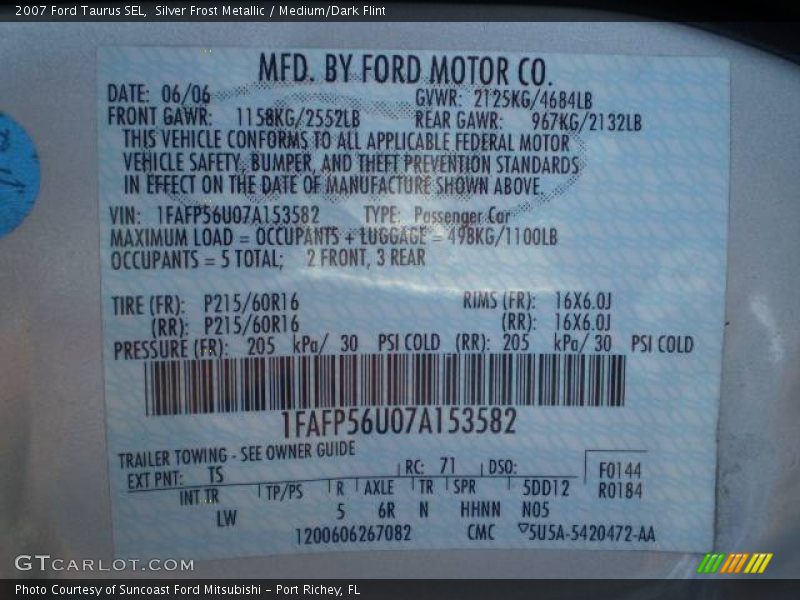 2007 Ford Taurus SEL, Silver Frost Metallic / Medium/Dark Flint
MFD. BY FORD MOTOR CO.
DATE: 06/06 GVWR: 2125KG/4684LB
FRONT GAWR: 1158KG/2552LB REAR GAWR: 967KG/2132LB
THIS VEHICLE CONFORMS TO ALL APPLICABLE FEDERAL MOTOR
VEHICLE SAFETY, BUMPER, AND THEFT PREVENTION STANDARDS
IN EFFECT ON THE DATE OF MANUFACTURE SHOWN ABOVE.
VIN: 1FAFP56U07A153582 TYPE: Passenger Car
MAXIMUM LOAD = OCCUPANTS + LUGGAGE = 498KG/1100LB
OCCUPANTS = 5 TOTAL; 2 FRONT, 3 REAR
TIRE (FR): P215/60R16 RIMS (FR): 16X6.0J
(RR): P215/60R16 (RR): 16X6.0J
PRESSURE (FR): 205 kPa/ 30 PSI COLD (RR): 205 kPa/ 30 PSI COLD
1FAFP56U07A153582
TRAILER TOWING - SEE OWNER GUIDE
EXT PNT: TS RC: 71 DSO: F0144
INT TR TP/PS R AXLE TR SPR 5DD12 R0184
LW 5 6R N HHNN N05
1200606267082 CMC ▽5U5A-5420472-AA
GTCARLOT.COM
Photo Courtesy of Suncoast Ford Mitsubishi – Port Richey, FL